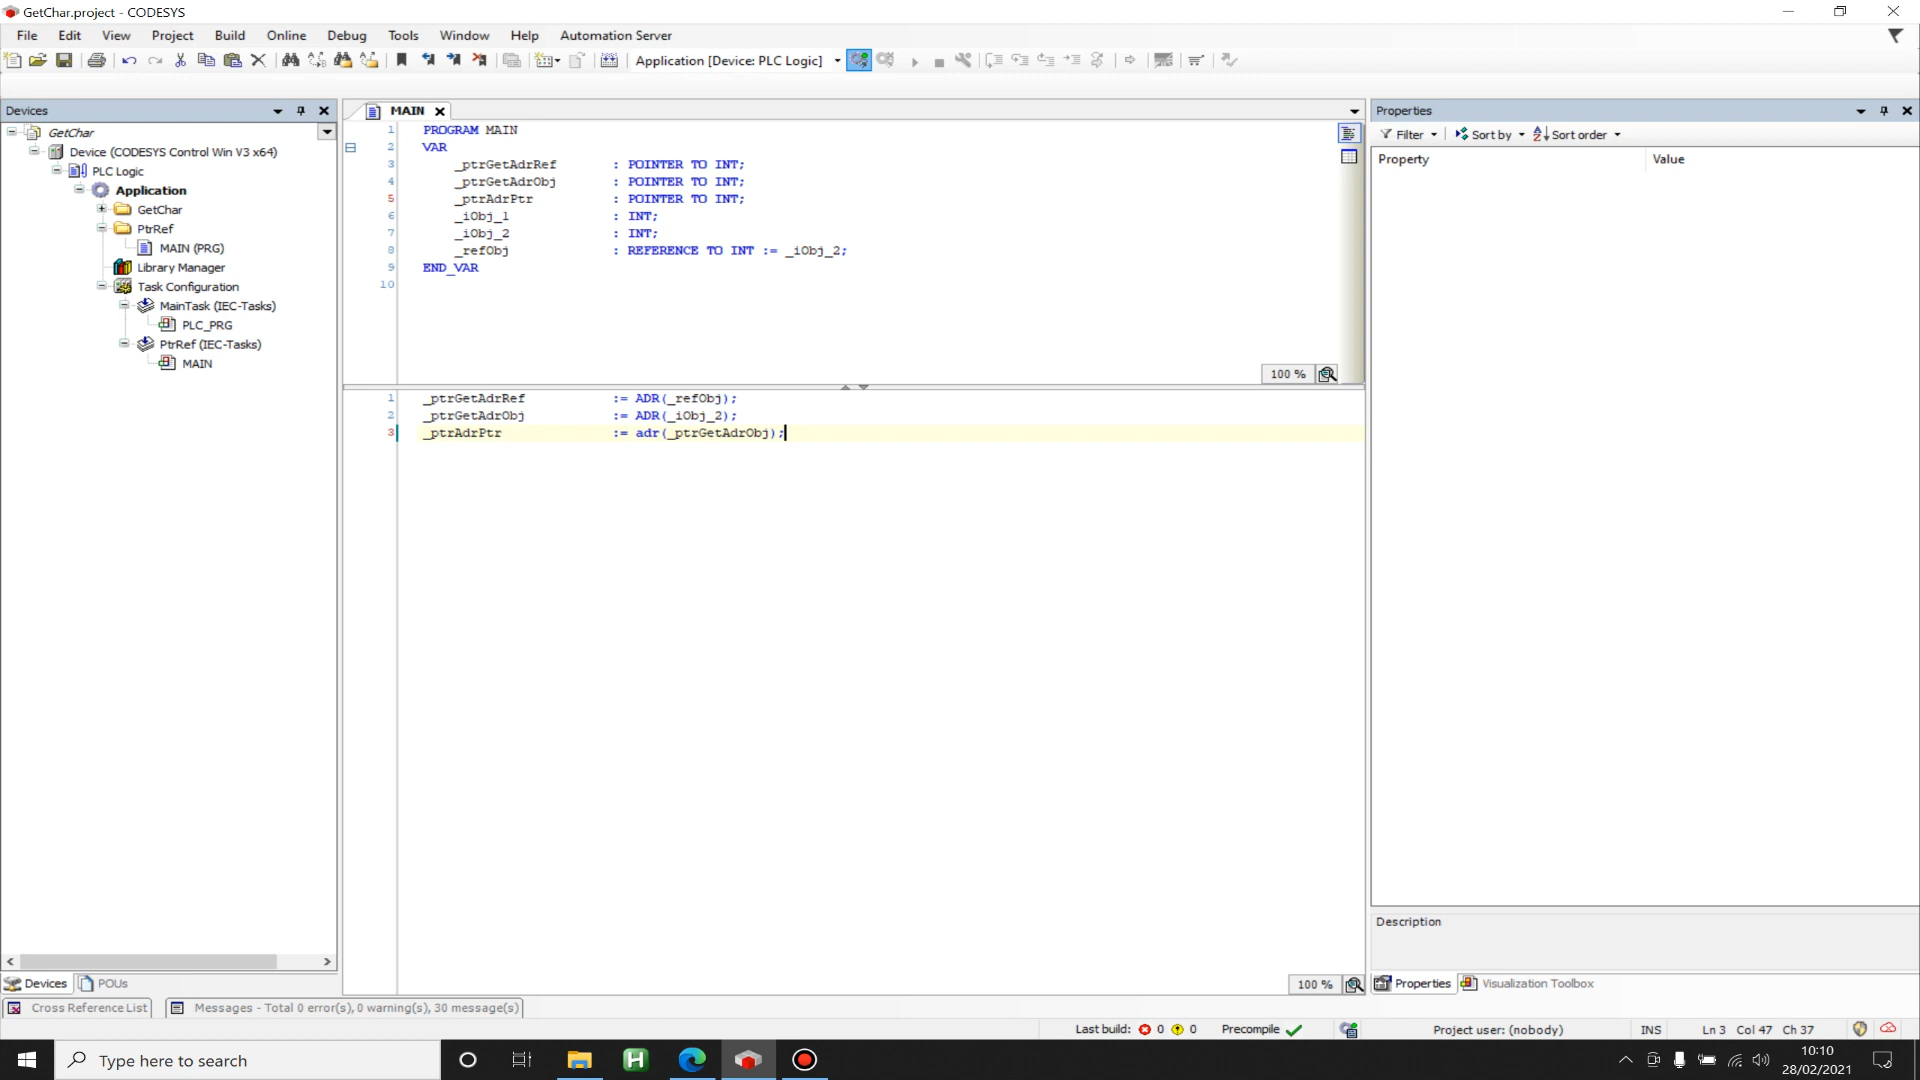 GetChar.project - CODESYS
File Edit View Project Build Online Debug Tools Window Help Automation Server
Application [Device: PLC Logic]
Devices
GetChar
Device (CODESYS Control Win V3 x64)
PLC Logic
Application
GetChar
PtrRef
MAIN (PRG)
Library Manager
Task Configuration
MainTask (IEC-Tasks)
PLC_PRG
PtrRef (IEC-Tasks)
MAIN
Devices POUs
MAIN
1 PROGRAM MAIN
2 VAR
3 _ptrGetAdrRef : POINTER TO INT;
4 _ptrGetAdrObj : POINTER TO INT;
5 _ptrAdrPtr : POINTER TO INT;
6 _iObj_1 : INT;
7 _iObj_2 : INT;
8 _refObj : REFERENCE TO INT := _iObj_2;
9 END_VAR
10
100 %
1 _ptrGetAdrRef := ADR(_refObj);
2 _ptrGetAdrObj := ADR(_iObj_2);
3 _ptrAdrPtr := adr(_ptrGetAdrObj);
100 %
Properties
Filter Sort by Sort order
Property Value
Description
Properties Visualization Toolbox
Cross Reference List Messages - Total 0 error(s), 0 warning(s), 30 message(s)
Last build: 0 0 Precompile Project user: (nobody) INS Ln 3 Col 47 Ch 37
Type here to search
H
10:10
28/02/2021